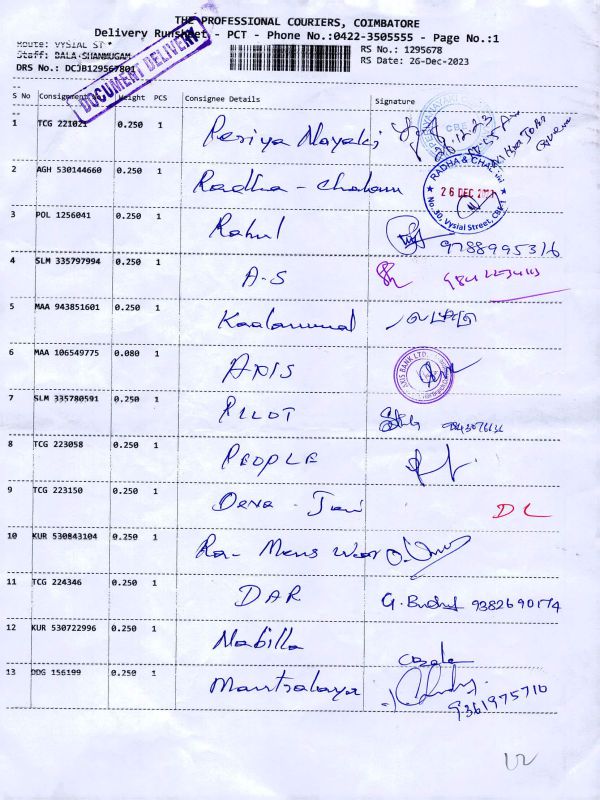 THE PROFESSIONAL COURIERS, COIMBATORE
Delivery Runsheet - PCT - Phone No.:0422-3505555 - Page No.:1
Route: VYSIAL ST *
Staff: BALA-SHANMUGAM
DRS No.: DCJB129567801
RS No.: 1295678
RS Date: 26-Dec-2023
DOCUMENT DELIVERY
S No Consignment Weight PCS Consignee Details Signature
1 TCG 221021 0.250 1 Periya Nayaki
2 AGH 530144660 0.250 1 Radha - Chalam
RADHA & CHALAM
26 DEC
No.30, Vysial Street, CBE-1
3 POL 1256041 0.250 1 Rahul 9788995316
4 SLM 335797994 0.250 1 A-S
5 MAA 943851601 0.250 1
6 MAA 106549775 0.080 1 AXIS
AXIS BANK LTD.
7 SLM 335780591 0.250 1 PILOT
8 TCG 223058 0.250 1 PEOPLE
9 TCG 223150 0.250 1 Deva - DL
10 KUR 530843104 0.250 1 Ra- Mens Wear
11 TCG 224346 0.250 1 DAR G.
12 KUR 530722996 0.250 1 Nabilla
13 DDG 156199 0.250 1 Mantralaya 9361975710